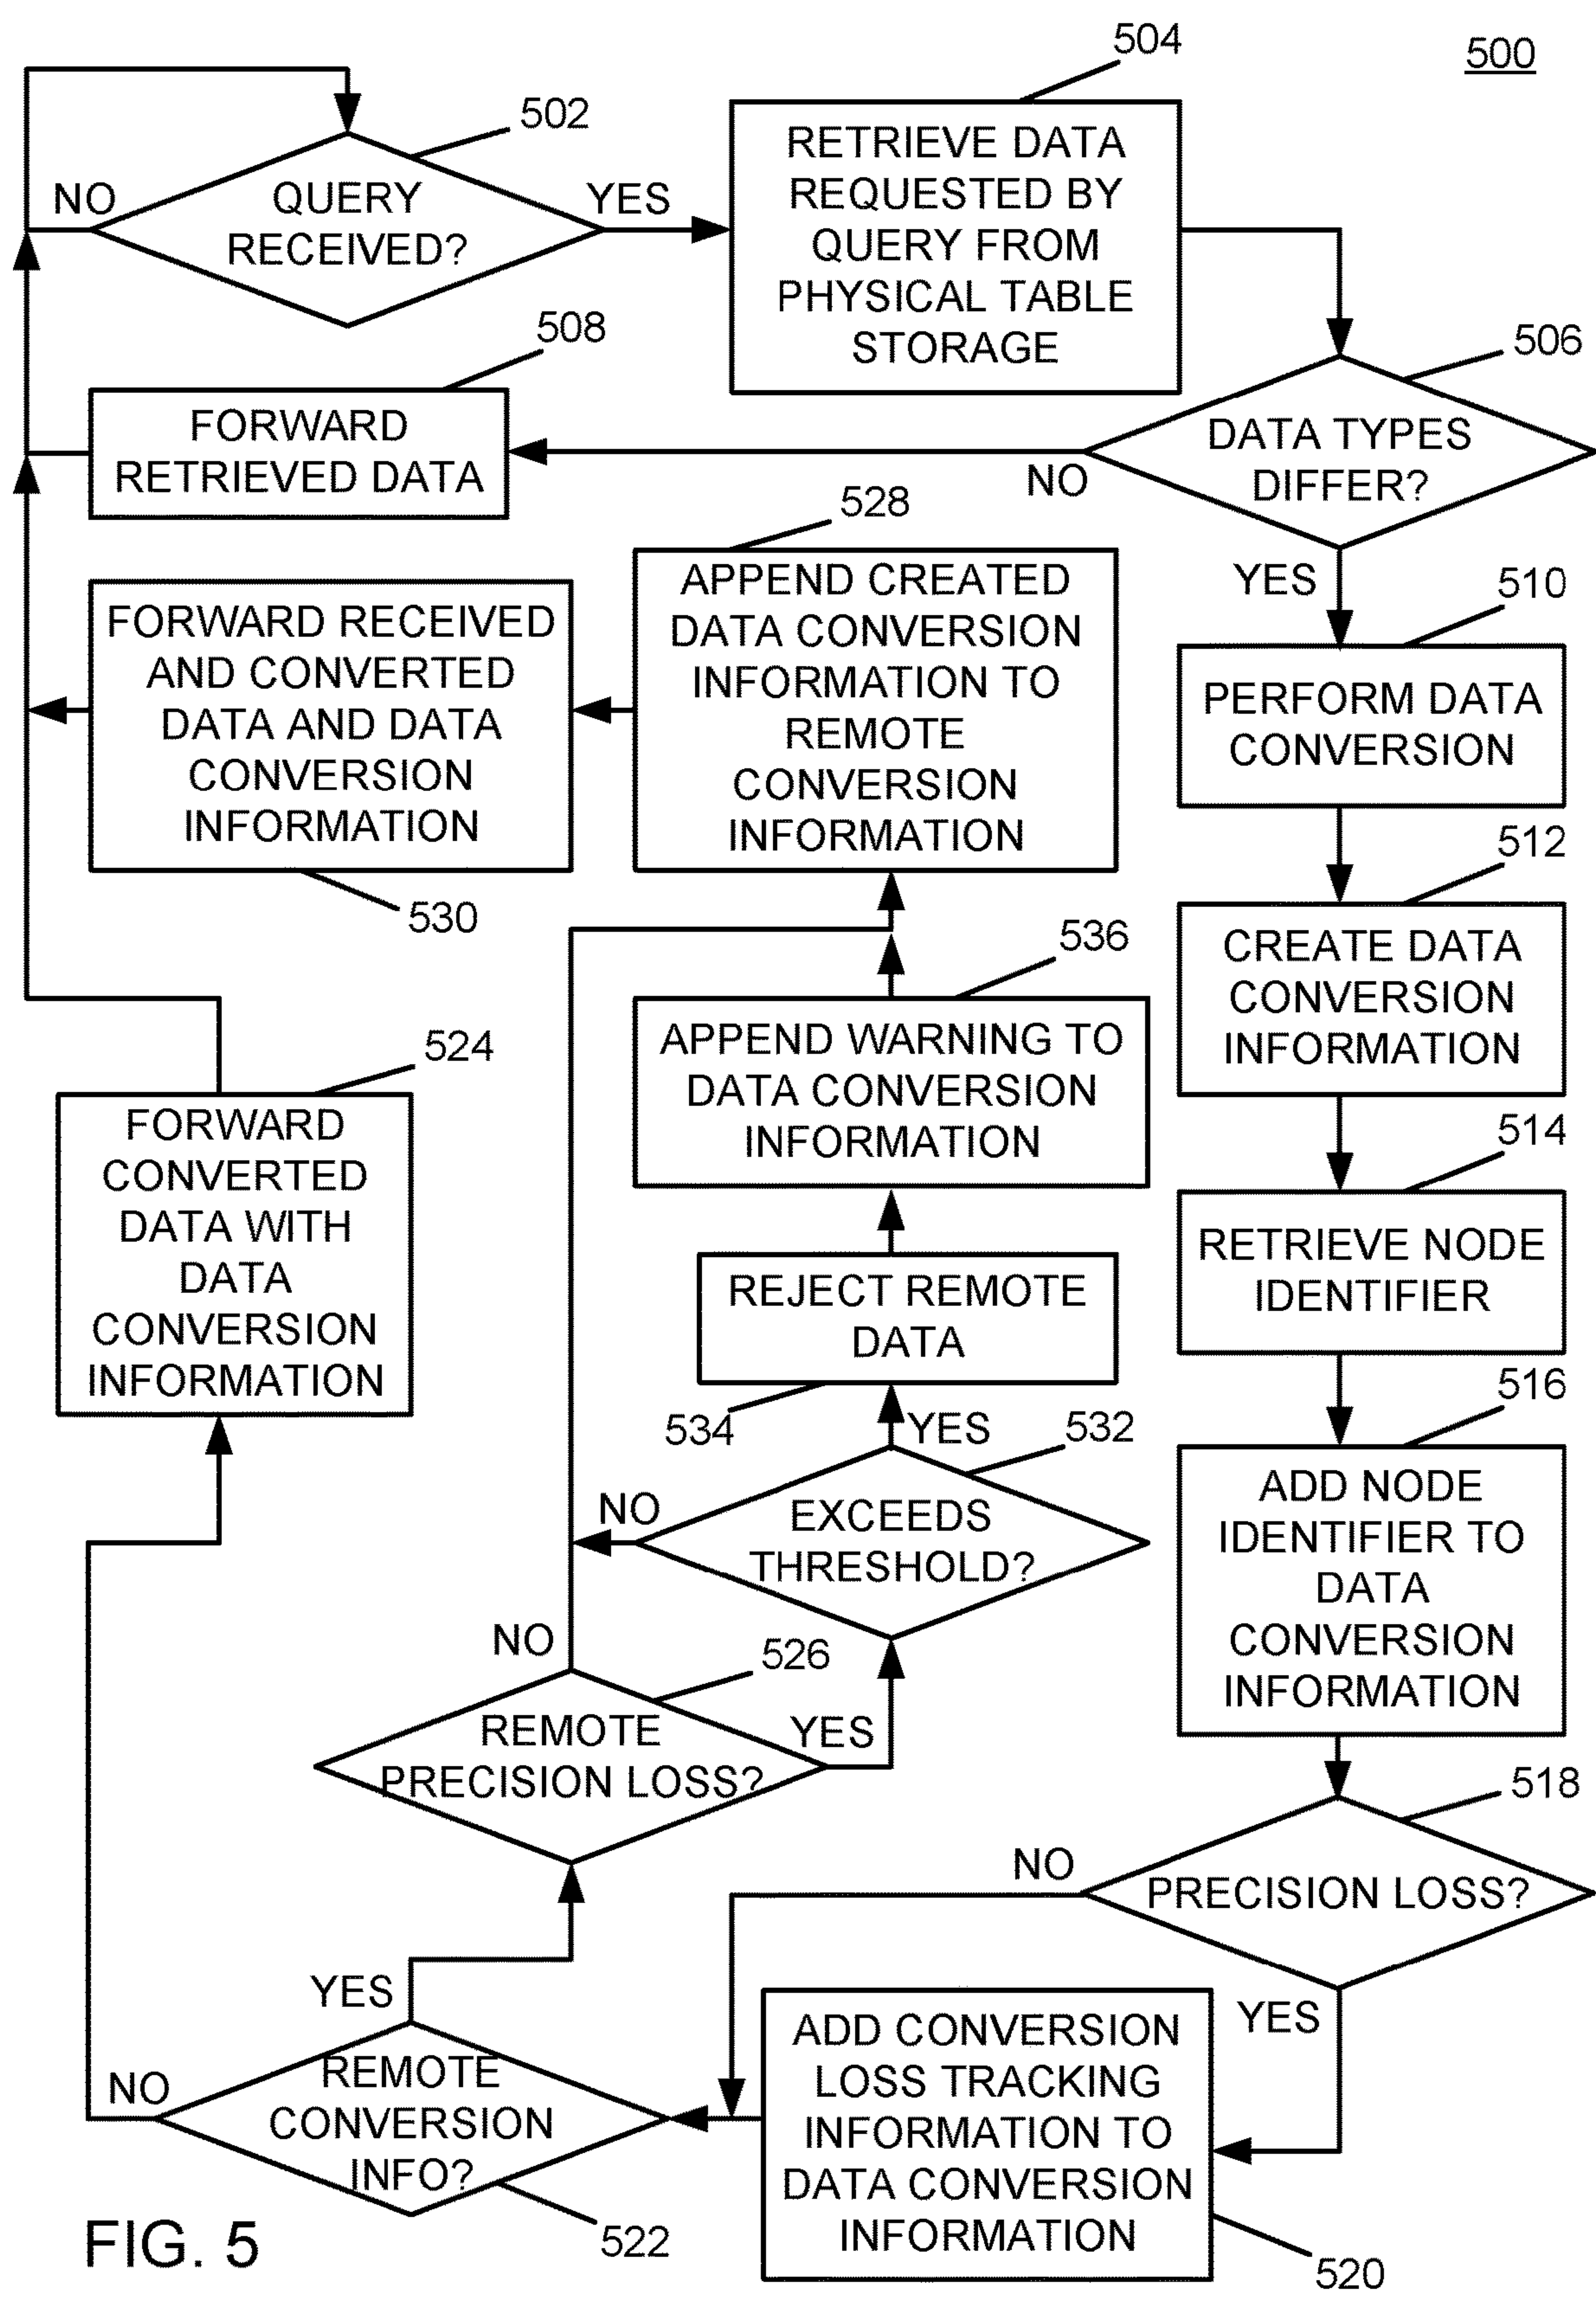 500
502
NO
QUERY
RECEIVED?
YES
504
RETRIEVE DATA
REQUESTED BY
QUERY FROM
PHYSICAL TABLE
STORAGE
506
DATA TYPES
DIFFER?
NO
YES
508
FORWARD
RETRIEVED DATA
510
PERFORM DATA
CONVERSION
512
CREATE DATA
CONVERSION
INFORMATION
514
RETRIEVE NODE
IDENTIFIER
516
ADD NODE
IDENTIFIER TO
DATA
CONVERSION
INFORMATION
518
PRECISION LOSS?
NO
YES
520
ADD CONVERSION
LOSS TRACKING
INFORMATION TO
DATA CONVERSION
INFORMATION
522
REMOTE
CONVERSION
INFO?
NO
YES
524
FORWARD
CONVERTED
DATA WITH
DATA
CONVERSION
INFORMATION
526
REMOTE
PRECISION LOSS?
NO
YES
528
APPEND CREATED
DATA CONVERSION
INFORMATION TO
REMOTE
CONVERSION
INFORMATION
530
FORWARD RECEIVED
AND CONVERTED
DATA AND DATA
CONVERSION
INFORMATION
532
EXCEEDS
THRESHOLD?
NO
YES
534
REJECT REMOTE
DATA
536
APPEND WARNING TO
DATA CONVERSION
INFORMATION
FIG. 5